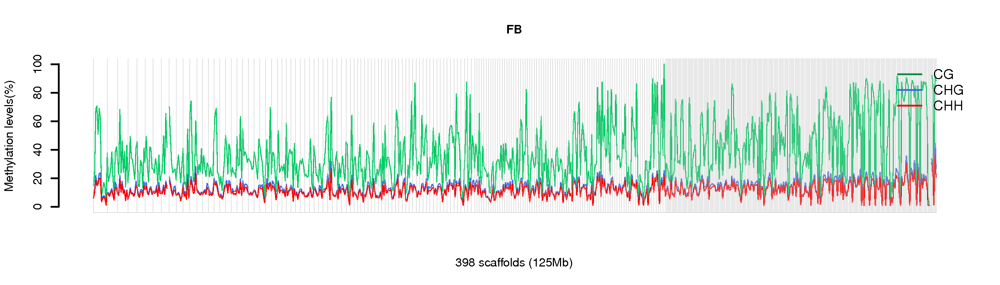 FB
Methylation levels(%)
100
80
60
40
20
0
CG
CHG
CHH
398 scaffolds (125Mb)